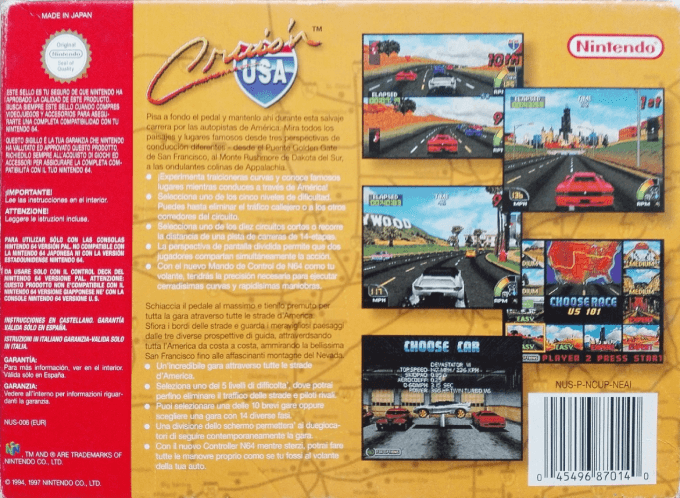 MADE IN JAPAN
Original
Nintendo
Seal of
Quality
ESTE SELLO ES TU SEGURO DE QUE NINTENDO HA
APROBADO LA CALIDAD DE ESTE PRODUCTO.
BUSCA SIEMPRE ESTE SELLO CUANDO COMPRES
VIDEOJUEGOS Y ACCESORIOS PARA ASEGU-
RARTE UNA COMPLETA COMPATIBILIDAD CON TU
NINTENDO 64.
QUESTO SIGILLO È LA TUA GARANZIA CHE NINTENDO
HA VALUTATO ED APPROVATO QUESTO PRODOTTO.
RICHIEDILO SEMPRE ALL'ACQUISTO DI GIOCHI ED
ACCESSORI PER ASSICURARE LA COMPLETA COM-
PATIBILITÀ CON IL TUO NINTENDO 64.
¡IMPORTANTE!
Lee las instrucciones en el interior.
ATTENZIONE!
Leggere le istruzioni incluse.
PARA UTILIZAR SÓLO CON LAS CONSOLAS
NINTENDO 64 VERSIÓN PAL. NO COMPATIBLE CON
LA NINTENDO 64 JAPONESA NI CON LA VERSIÓN
ESTADOUNIDENSE NINTENDO 64.
DA USARE SOLO CON IL CONTROL DECK DEL
NINTENDO 64 VERSIONE PAL. ATTENZIONE:
QUESTO PRODOTTO NON E'COMPATIBILE CON IL
NINTENDO 64 VERSIONE GIAPPONESE NE' CON LA
CONSOLE NINTENDO 64 VERSIONE U.S.
INSTRUCCIONES EN CASTELLANO. GARANTÍA
VÁLIDA SÓLO EN ESPAÑA.
ISTRUZIONI IN ITALIANO GARANZIA-VALIDA SOLO
IN ITALIA.
GARANTÍA:
Para más información, ver en el interior.
Válida sólo en España.
GARANZIA:
Vedere all'interno per informazioni riguar-
danti la garanzia.
NUS-006 (EUR)
TM AND ® ARE TRADEMARKS OF
NINTENDO CO., LTD.
© 1994, 1997 NINTENDO CO., LTD.
Cruis'n
USA
TM
Pisa a fondo el pedal y mantenlo ahí durante esta salvaje
carrera por las autopistas de América. Mira todos los
paisajes y lugares famosos desde tres perspectivas de
conducción diferentes – desde el Puente Golden Gate
de San Francisco, al Monte Rushmore de Dakota del Sur,
a las ondulantes colinas de Appalachia.
¡Experimenta traicioneras curvas y conoce famosos
lugares mientras conduces a través de América!
Selecciona uno de los cinco niveles de dificultad.
Puedes hasta eliminar el tráfico callejero o a los otros
corredores del circuito.
Selecciona uno de los diez circuitos cortos o recorre
la distancia de una pista de carreras de 14-etapas.
La perspectiva de pantalla dividida permite que dos
jugadores compartan simultáneamente la acción.
Con el nuevo Mando de Control de N64 como tu
volante, tendrás la precisión necesaria para ejecutar
cerradísimas curvas y rapidísimas maniobras.
Schiaccia il pedale al massimo e tienilo premuto per
tutta la gara attraverso tutte le strade d'America.
Sfiora i bordi delle strade e guarda i meravigliosi paesaggi
dalle tre diverse prospettive di guida, attraverdsando
tutta l'America da costa a costa, ammirando la bellissima
San Francisco fino alle affascinanti montagne del Nevada.
Un'incredibile gara attraverso tutte le strade
d'America.
Seleziona uno dei 5 livelli di difficolta', dove potrai
pertino eliminare il traffico delle strade e piloti rivali.
Puoi selezionare una delle 10 brevi gare oppure
scegliere una gara con 14 diverse fasi.
Una divisione dello schermo permettera' ai duegioca-
tori di seguire contemporaneamente la gara.
Con il nuovo Controller N64 mentre sterzi, potrai fare
tutte le manovre proprio come se tu fossi al volante
della tua auto.
Nintendo
10th
ELAPSED
ELAPSED
1st
MPH
RPM
ELAPSED
YWOOD
MPH
RPM
MEDIUM
MEDIUM
CHOOSE RACE
US 101
EASY
EASY
PLAYER 2 PRESS START
CHOOSE CAR
DEVASTATOR VI
TOP SPEED
NUS-P-NCUP-NEAI
0 45496 87014 0